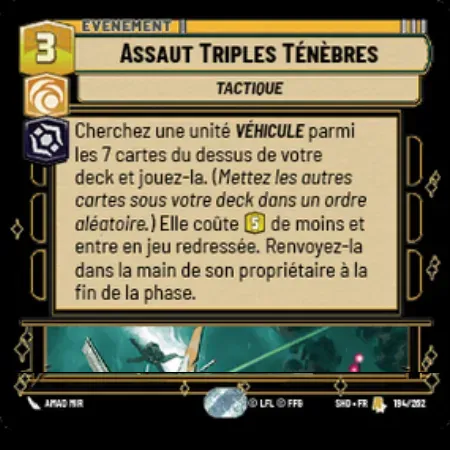 EVENEMENT
3
ASSAUT TRIPLES TÉNÈBRES
TACTIQUE
Cherchez une unité VÉHICULE parmi
les 7 cartes du dessus de votre
deck et jouez-la. (Mettez les autres
cartes sous votre deck dans un ordre
aléatoire.) Elle coûte 5 de moins et
entre en jeu redressée. Renvoyez-la
dans la main de son propriétaire à la
fin de la phase.
AMAD MIR © LFL © FFG SHD • FR 194/262